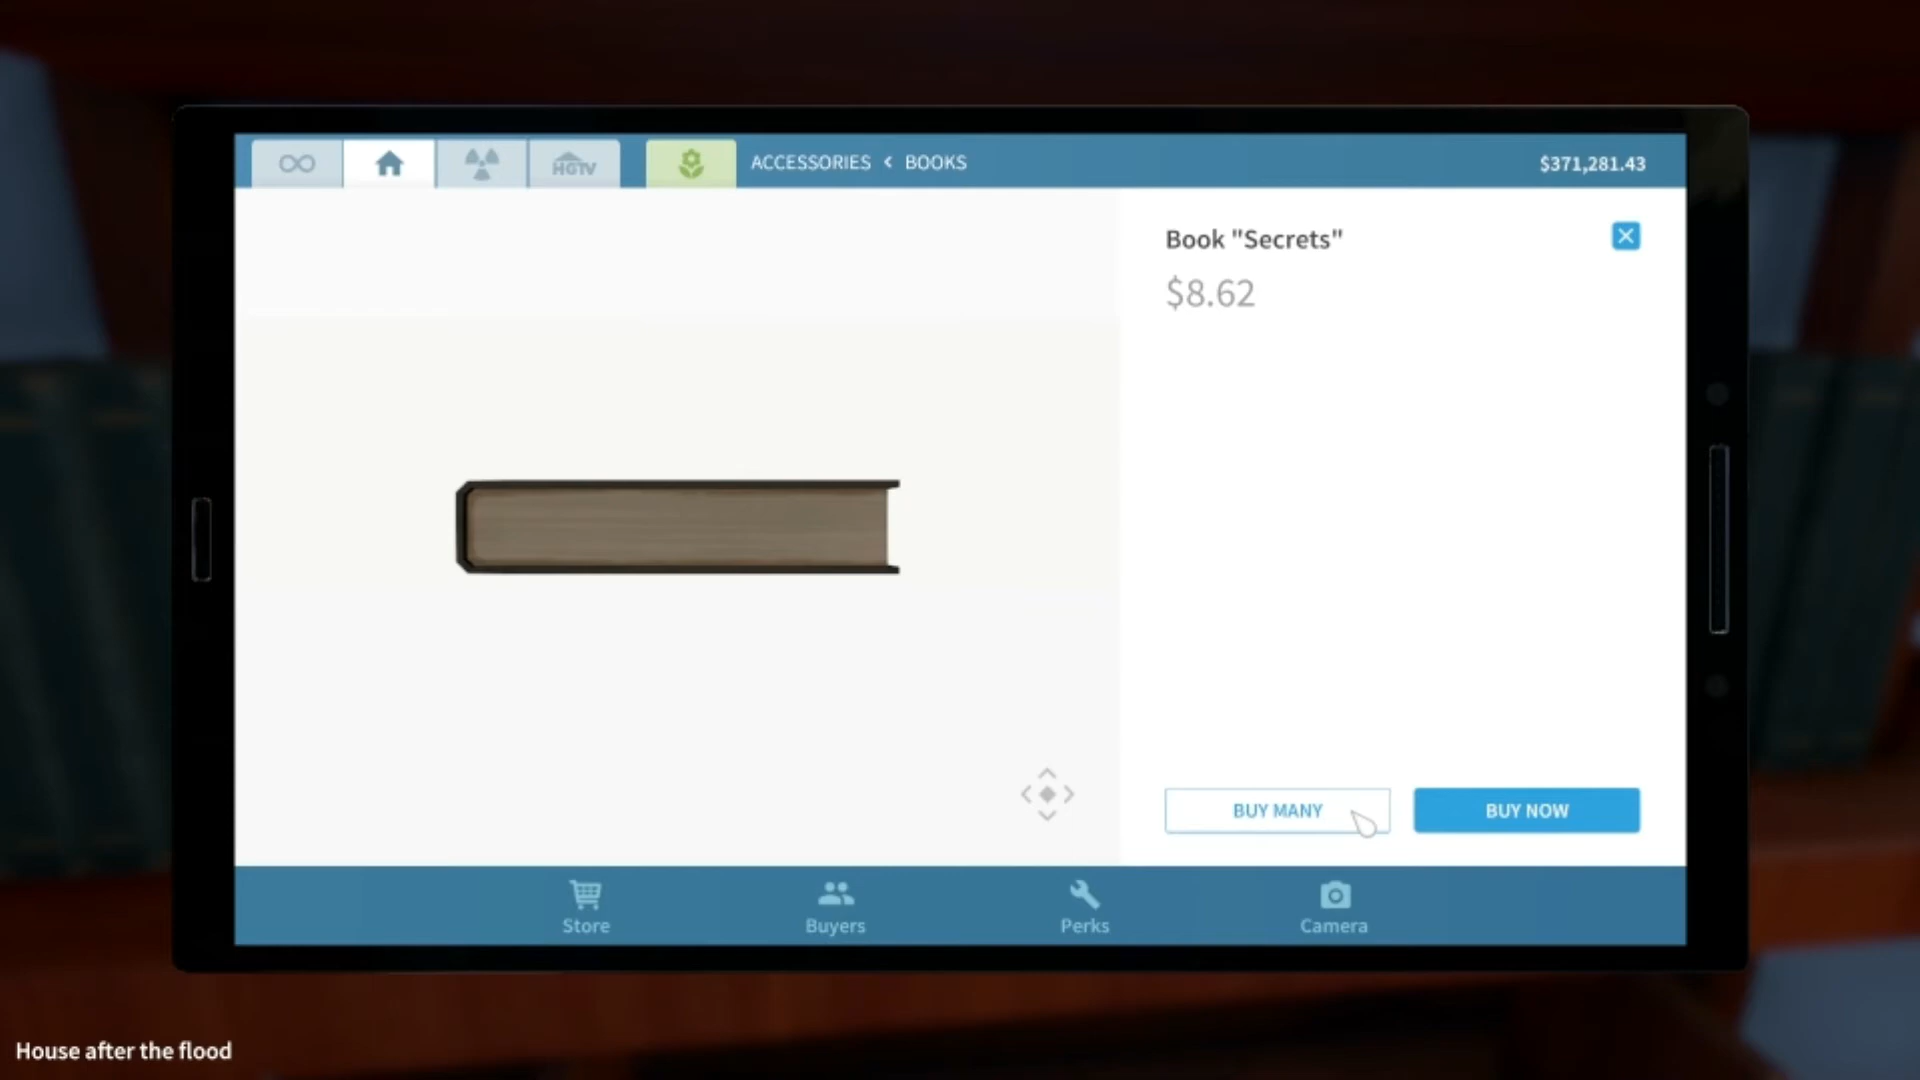 HGTV
ACCESSORIES < BOOKS
$371,281.43
Book "Secrets"
$8.62
BUY MANY
BUY NOW
Store
Buyers
Perks
Camera
House after the flood